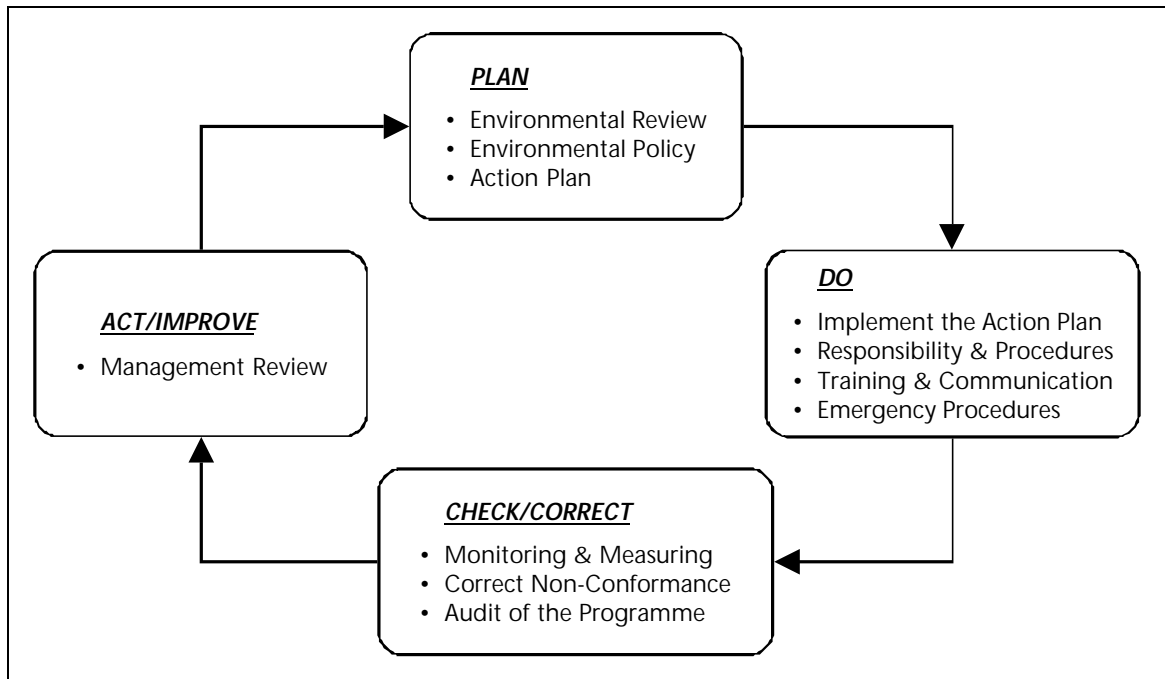 PLAN
• Environmental Review
• Environmental Policy
• Action Plan
DO
• Implement the Action Plan
• Responsibility & Procedures
• Training & Communication
• Emergency Procedures
CHECK/CORRECT
• Monitoring & Measuring
• Correct Non-Conformance
• Audit of the Programme
ACT/IMPROVE
• Management Review